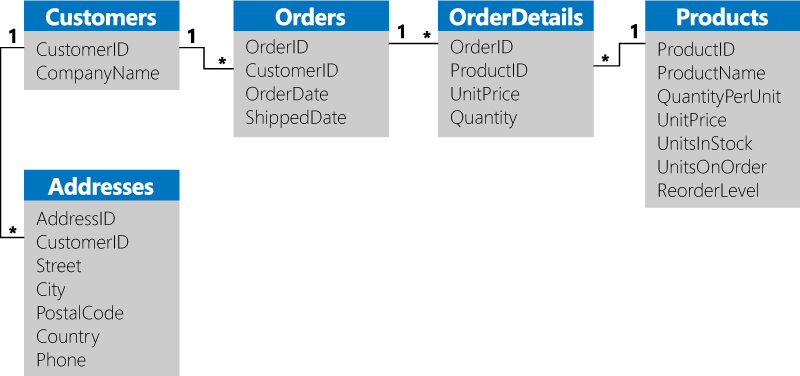 Customers
CustomerID
CompanyName
1
1
*
Orders
OrderID
CustomerID
OrderDate
ShippedDate
1
*
OrderDetails
OrderID
ProductID
UnitPrice
Quantity
*
1
Products
ProductID
ProductName
QuantityPerUnit
UnitPrice
UnitsInStock
UnitsOnOrder
ReorderLevel
*
Addresses
AddressID
CustomerID
Street
City
PostalCode
Country
Phone